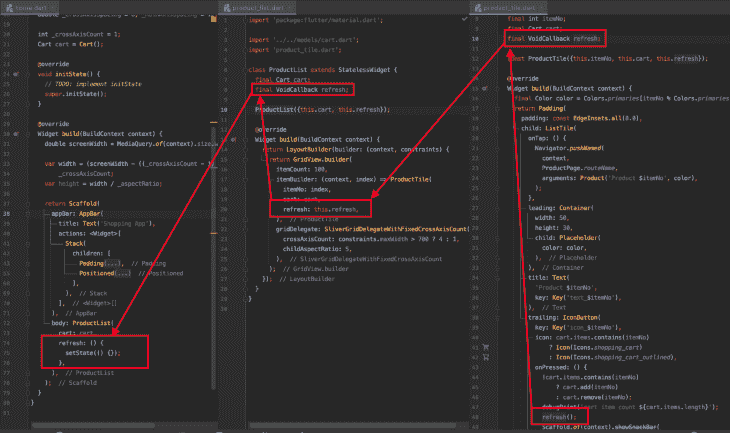 home.dart
product_list.dart
product_tile.dart
int _crossAxisCount = 1;
Cart cart = Cart();
@override
void initState() {
// TODO: implement initState
super.initState();
}
@override
Widget build(BuildContext context) {
double screenWidth = MediaQuery.of(context).size.
var width = (screenWidth - ((_crossAxisCount -
_crossAxisCount;
var height = width / _aspectRatio;
return Scaffold(
appBar: AppBar(
title: Text('Shopping App'),
actions: <Widget>[
Stack(
children: [
Padding(...), // Padding
Positioned(...) // Positioned
],
), // Stack
], // <Widget>[]
), // AppBar
body: ProductList(
cart: cart,
refresh: () {
setState(() {});
},
), // ProductList
); // Scaffold
}
}
import 'package:flutter/material.dart';
import '../../models/cart.dart';
import 'product_tile.dart';
class ProductList extends StatelessWidget {
final Cart cart;
final VoidCallback refresh;
ProductList({this.cart, this.refresh});
@override
Widget build(BuildContext context) {
return LayoutBuilder(builder: (context, constraints) {
return GridView.builder(
itemCount: 100,
itemBuilder: (context, index) => ProductTile(
itemNo: index,
cart: cart,
refresh: this.refresh,
), // ProductTile
gridDelegate: SliverGridDelegateWithFixedCrossAxisCount(
crossAxisCount: constraints.maxWidth > 700 ? 4 : 1,
childAspectRatio: 5,
), // SliverGridDelegateWithFixedCrossAxisCount
); // GridView.builder
}); // LayoutBuilder
}
}
final int itemNo;
final Cart cart;
final VoidCallback refresh;
const ProductTile({this.itemNo, this.cart, this.refresh});
@override
Widget build(BuildContext context) {
final Color color = Colors.primaries[itemNo % Colors.primaries
return Padding(
padding: const EdgeInsets.all(8.0),
child: ListTile(
onTap: () {
Navigator.pushNamed(
context,
ProductPage.routeName,
arguments: Product('Product $itemNo', color),
);
},
leading: Container(
width: 50,
height: 30,
child: Placeholder(
color: color,
), // Placeholder
), // Container
title: Text(
'Product $itemNo',
key: Key('text_$itemNo'),
), // Text
trailing: IconButton(
key: Key('icon_$itemNo'),
icon: cart.items.contains(itemNo)
? Icon(Icons.shopping_cart)
: Icon(Icons.shopping_cart_outlined),
onPressed: () {
!cart.items.contains(itemNo)
? cart.add(itemNo)
: cart.remove(itemNo);
debugPrint('cart item count ${cart.items.length}');
refresh();
Scaffold.of(context).showSnackBar(